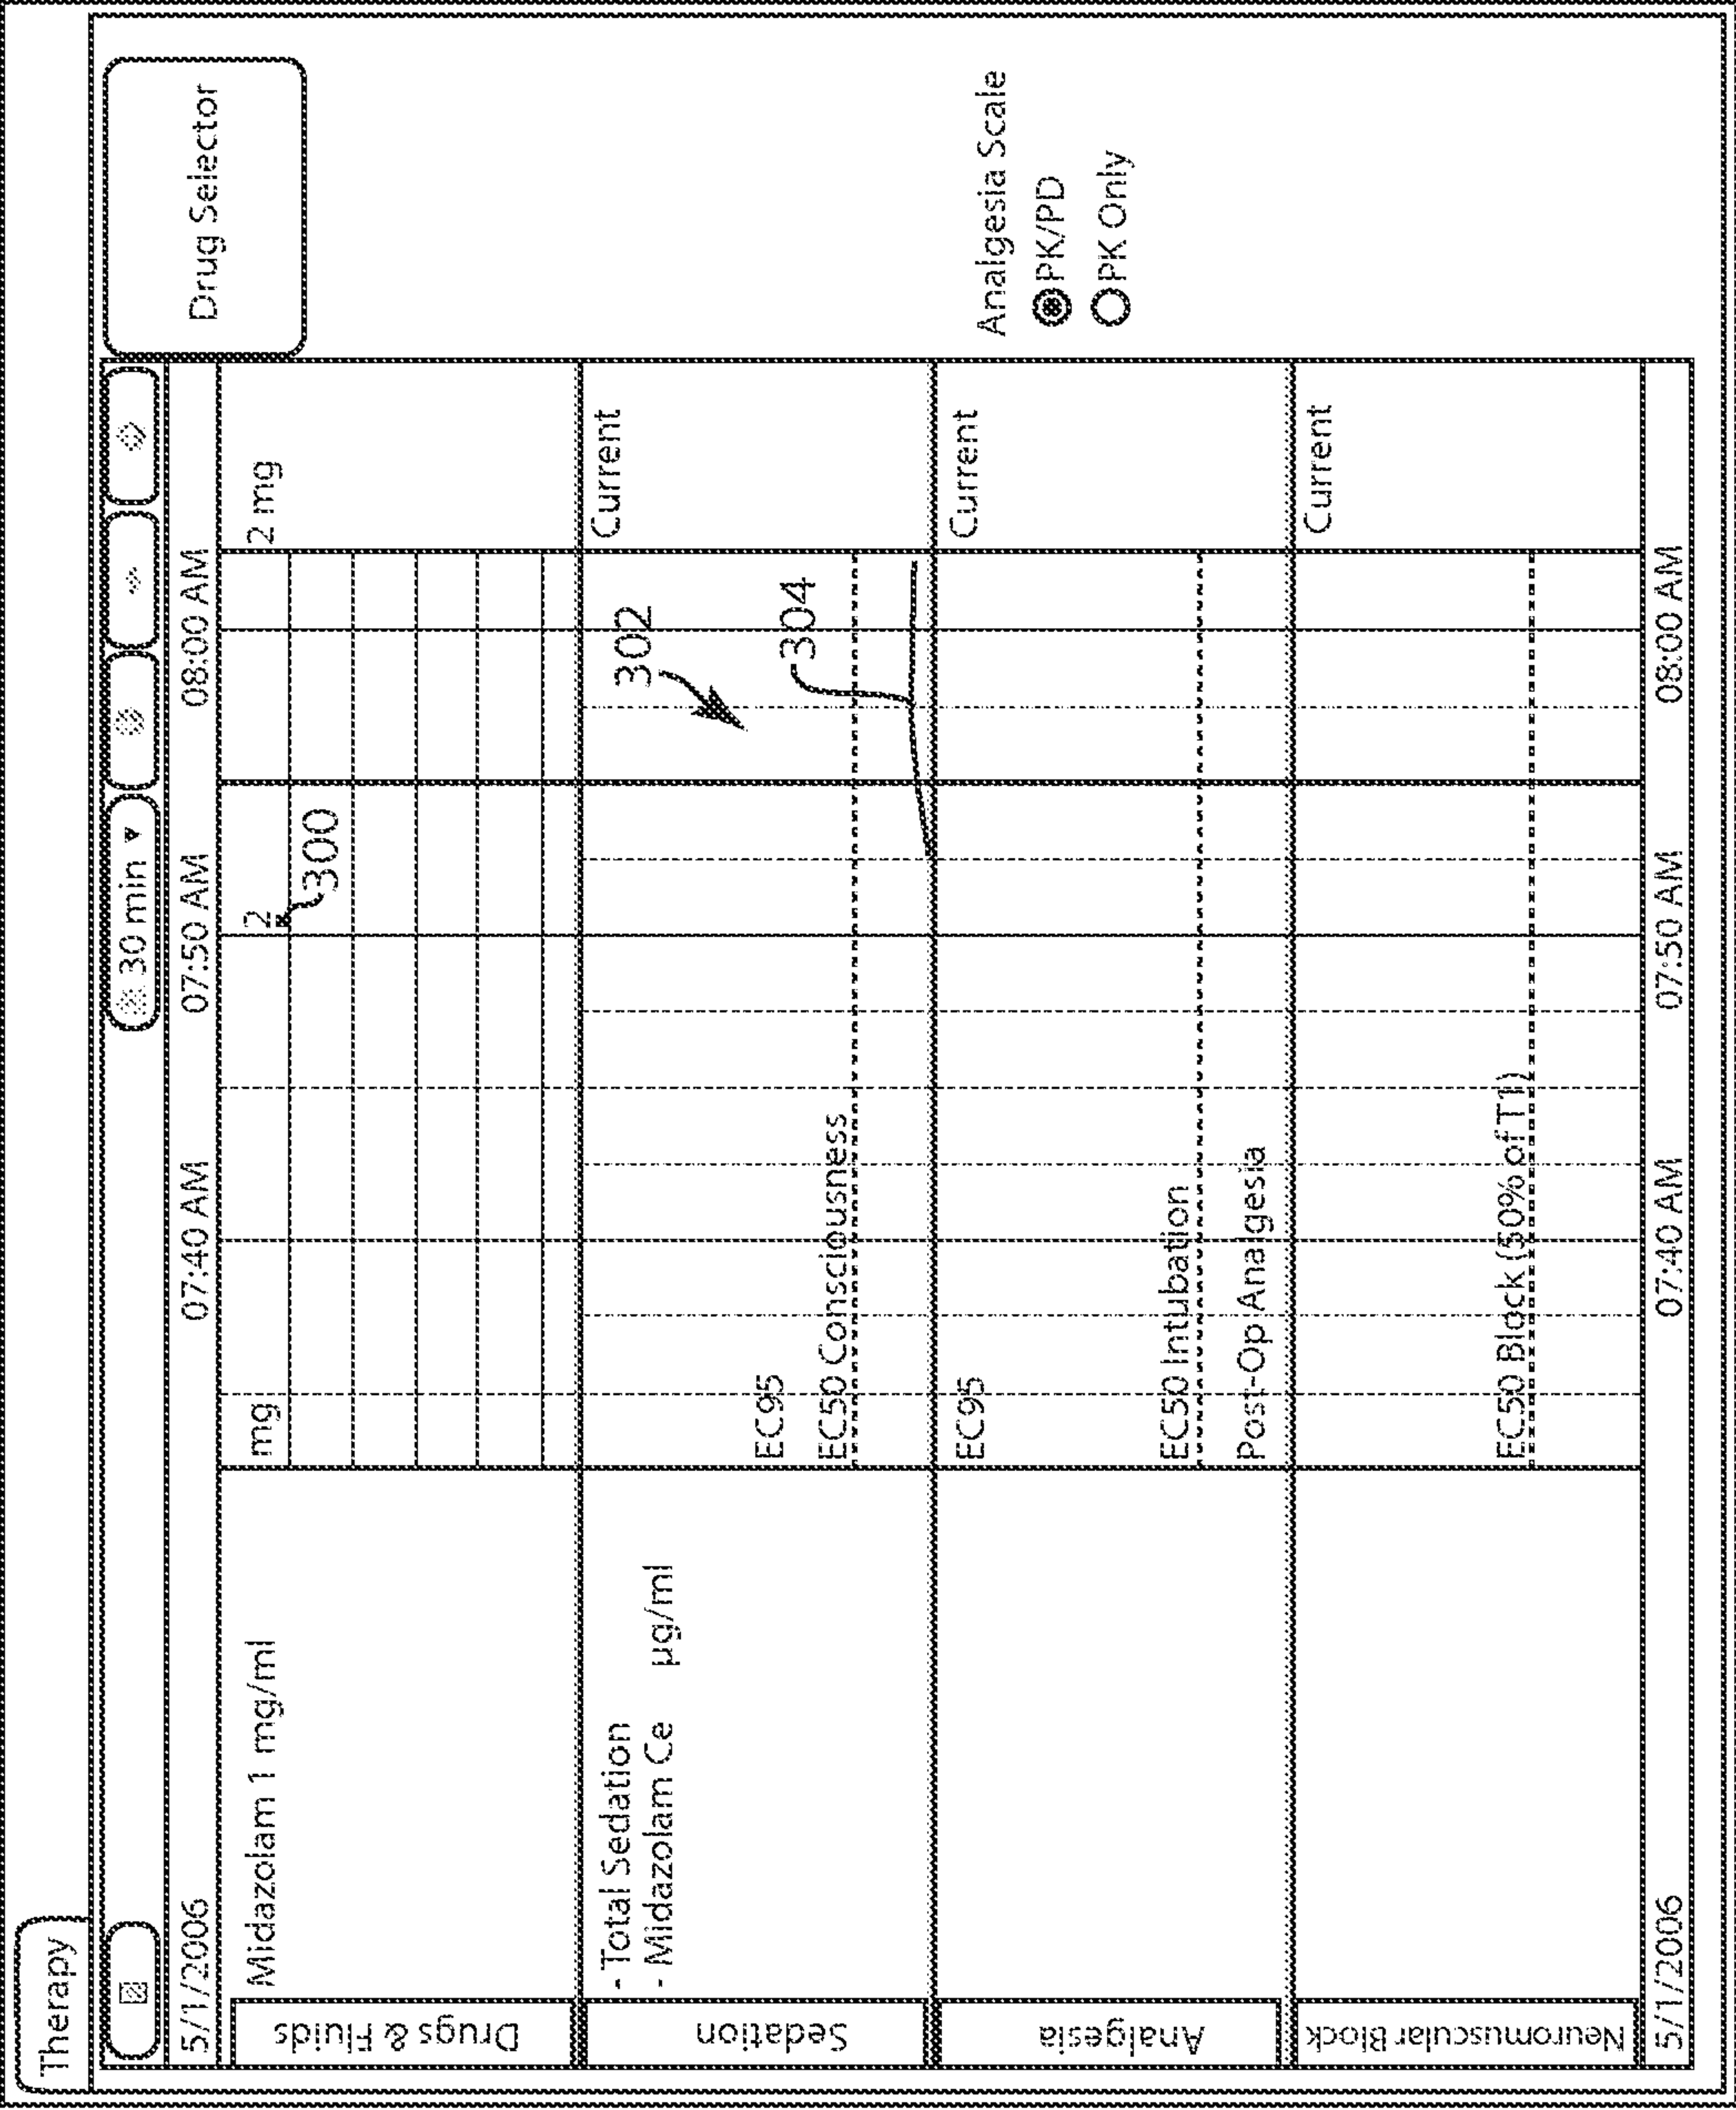 Therapy
30 min
Drug Selector
5/1/2006 07:40 AM 07:50 AM 08:00 AM
Drugs & Fluids
Midazolam 1 mg/ml
mg
2
300
2 mg
Sedation
- Total Sedation
- Midazolam Ce µg/ml
EC95
EC50 Consciousness
302
304
Current
Analgesia
EC95
EC50 Intubation
Post-Op Analgesia
Current
Analgesia Scale
PK/PD
PK Only
Neuromuscular Block
EC50 Block (50% of T1)
Current
5/1/2006 07:40 AM 07:50 AM 08:00 AM